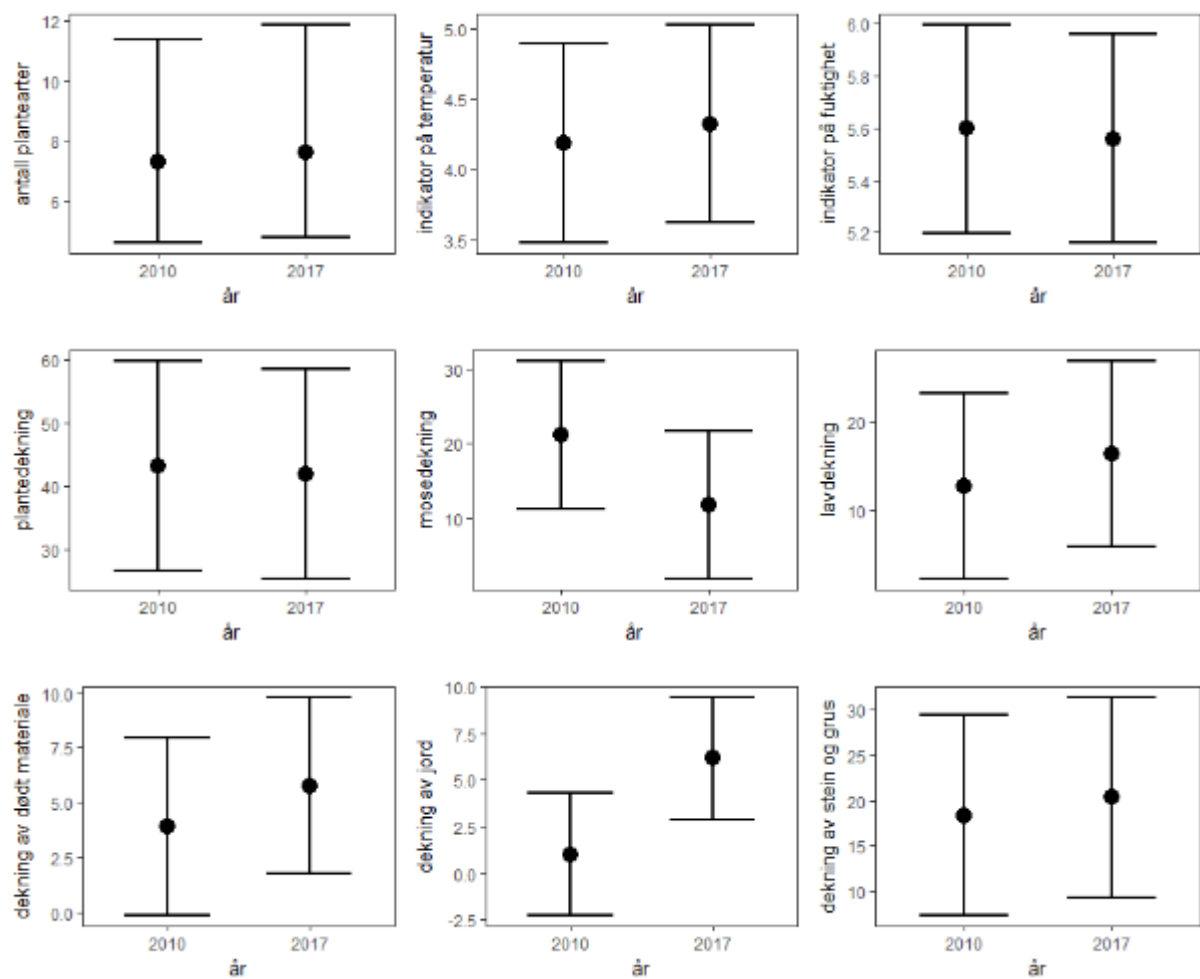 antall plantearter
12
10
8
6
2010 2017
år
indikator på temperatur
5.0
4.5
4.0
3.5
2010 2017
år
indikator på fuktighet
6.0
5.8
5.6
5.4
5.2
2010 2017
år
plantedekning
60
50
40
30
2010 2017
år
mosedekning
30
20
10
2010 2017
år
lavdekning
20
10
2010 2017
år
dekning av dødt materiale
10.0
7.5
5.0
2.5
0.0
2010 2017
år
dekning av jord
10.0
7.5
5.0
2.5
0.0
-2.5
2010 2017
år
dekning av stein og grus
30
25
20
15
10
2010 2017
år